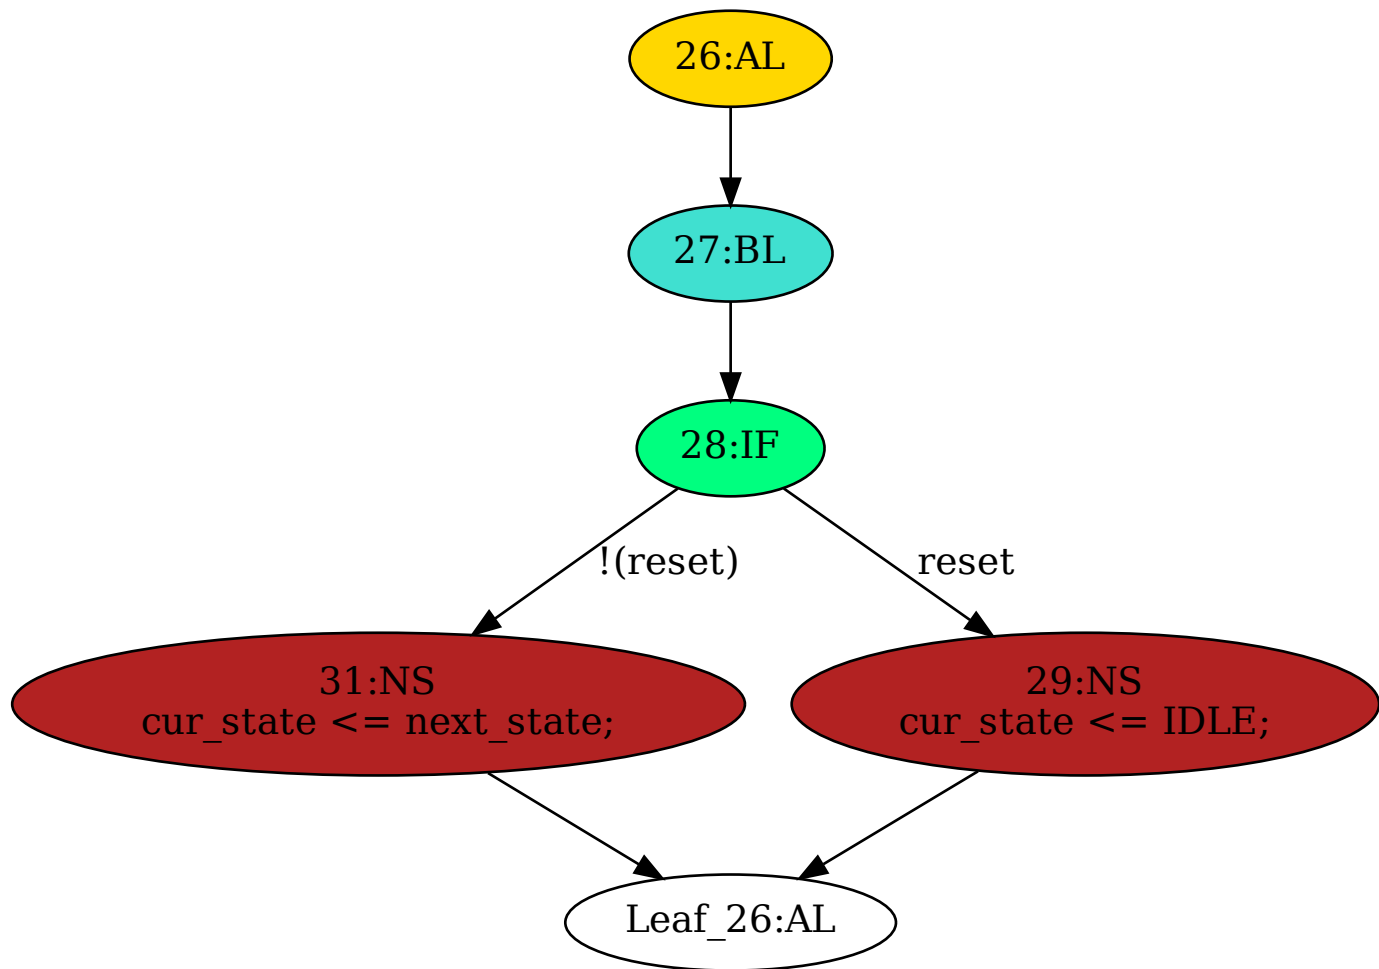 26:AL
27:BL
28:IF
!(reset)
reset
31:NS
cur_state <= next_state;
29:NS
cur_state <= IDLE;
Leaf_26:AL